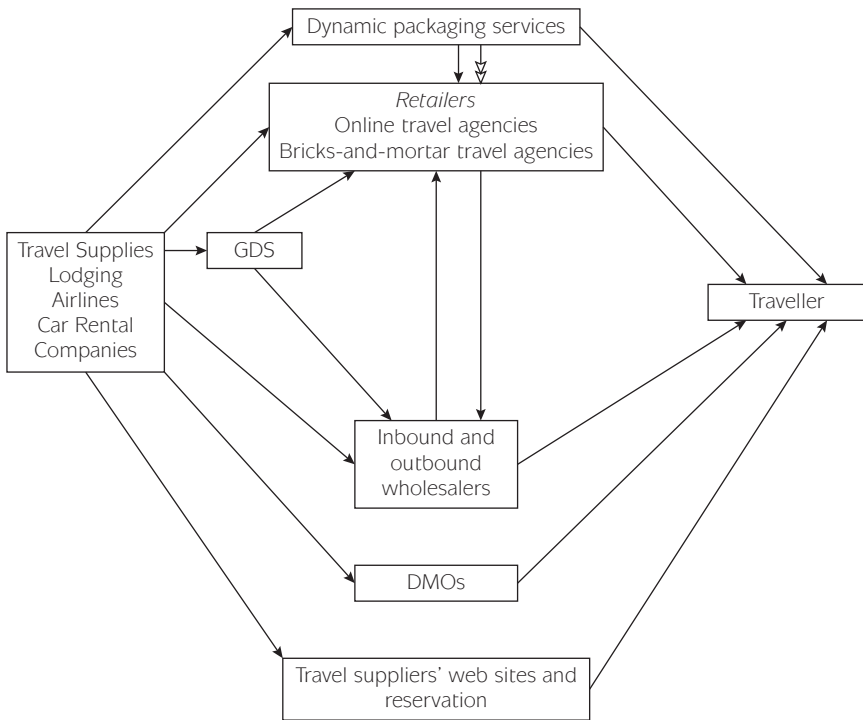 Dynamic packaging services
Retailers
Online travel agencies
Bricks-and-mortar travel agencies
Travel Supplies
Lodging
Airlines
Car Rental
Companies
GDS
Traveller
Inbound and
outbound
wholesalers
DMOs
Travel suppliers’ web sites and
reservation